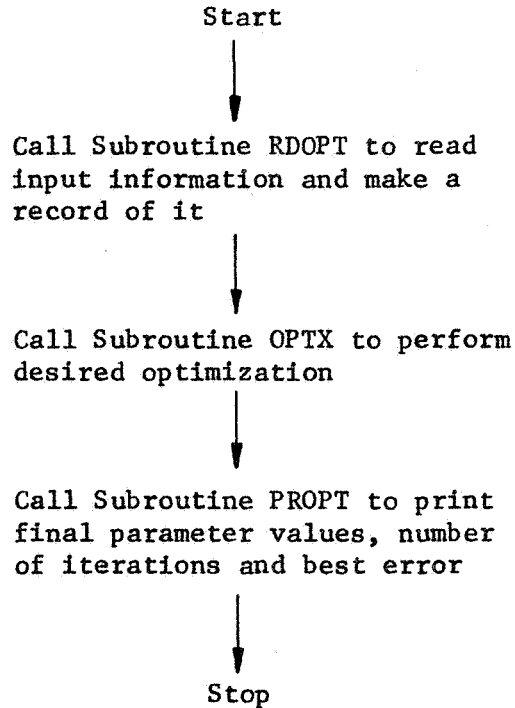 Start
Call Subroutine RDOPT to read
input information and make a
record of it
Call Subroutine OPTX to perform
desired optimization
Call Subroutine PROPT to print
final parameter values, number
of iterations and best error
Stop